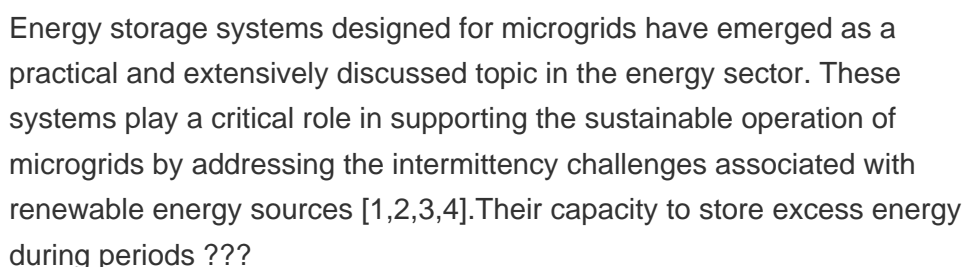 Energy storage systems designed for microgrids have emerged as a
practical and extensively discussed topic in the energy sector. These
systems play a critical role in supporting the sustainable operation of
microgrids by addressing the intermittency challenges associated with
renewable energy sources [1,2,3,4].Their capacity to store excess energy
during periods ???